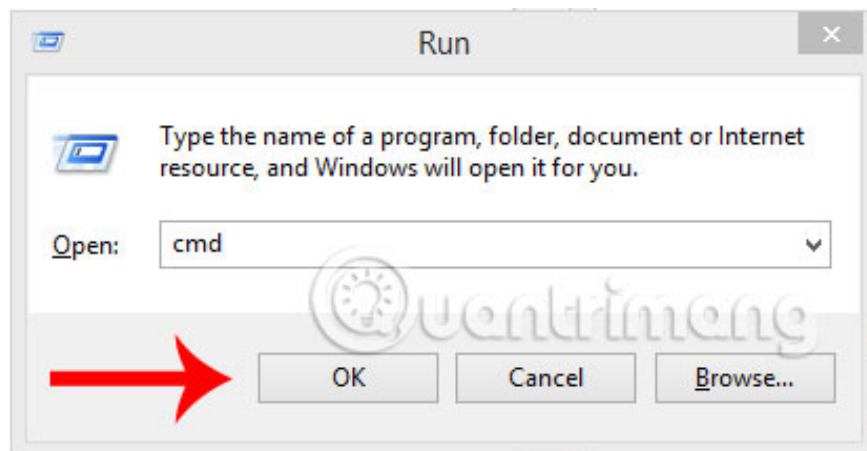 Run
Type the name of a program, folder, document or Internet
resource, and Windows will open it for you.
Open: cmd
Quantrimang
OK Cancel Browse...